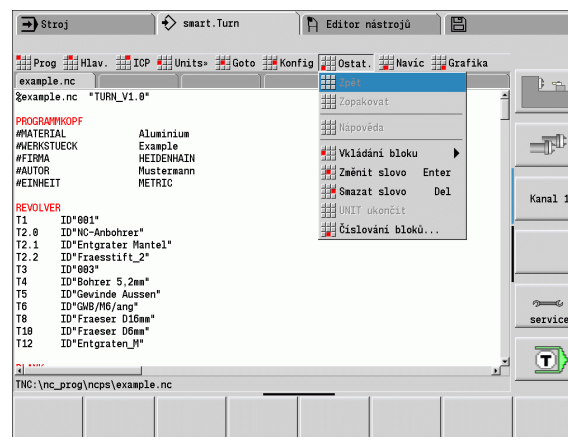 Stroj smart.Turn Editor nástrojů
Prog Hlav. ICP Units» Goto Konfig Ostat. Navíc Grafika
example.nc
%example.nc "TURN_V1.0"
PROGRAMMKOPF
#MATERIAL Aluminium
#WERKSTUECK Example
#FIRMA HEIDENHAIN
#AUTOR Mustermann
#EINHEIT METRIC
REVOLVER
T1 ID"001"
T2.0 ID"NC-Anbohrer"
T2.1 ID"Entgrater Mantel"
T2.2 ID"Fraesstift_2"
T3 ID"003"
T4 ID"Bohrer 5,2mm"
T5 ID"Gewinde Aussen"
T6 ID"GWB/M6/ang"
T8 ID"Fraeser D16mm"
T10 ID"Fraeser D6mm"
T12 ID"Entgraten_M"
BLANK
Zpět
Zopakovat
Nápověda
Vkládání bloku
Změnit slovo Enter
Smazat slovo Del
UNIT ukončit
Číslování bloků...
TNC:\nc_prog\ncps\example.nc
Kanal 1
service
T